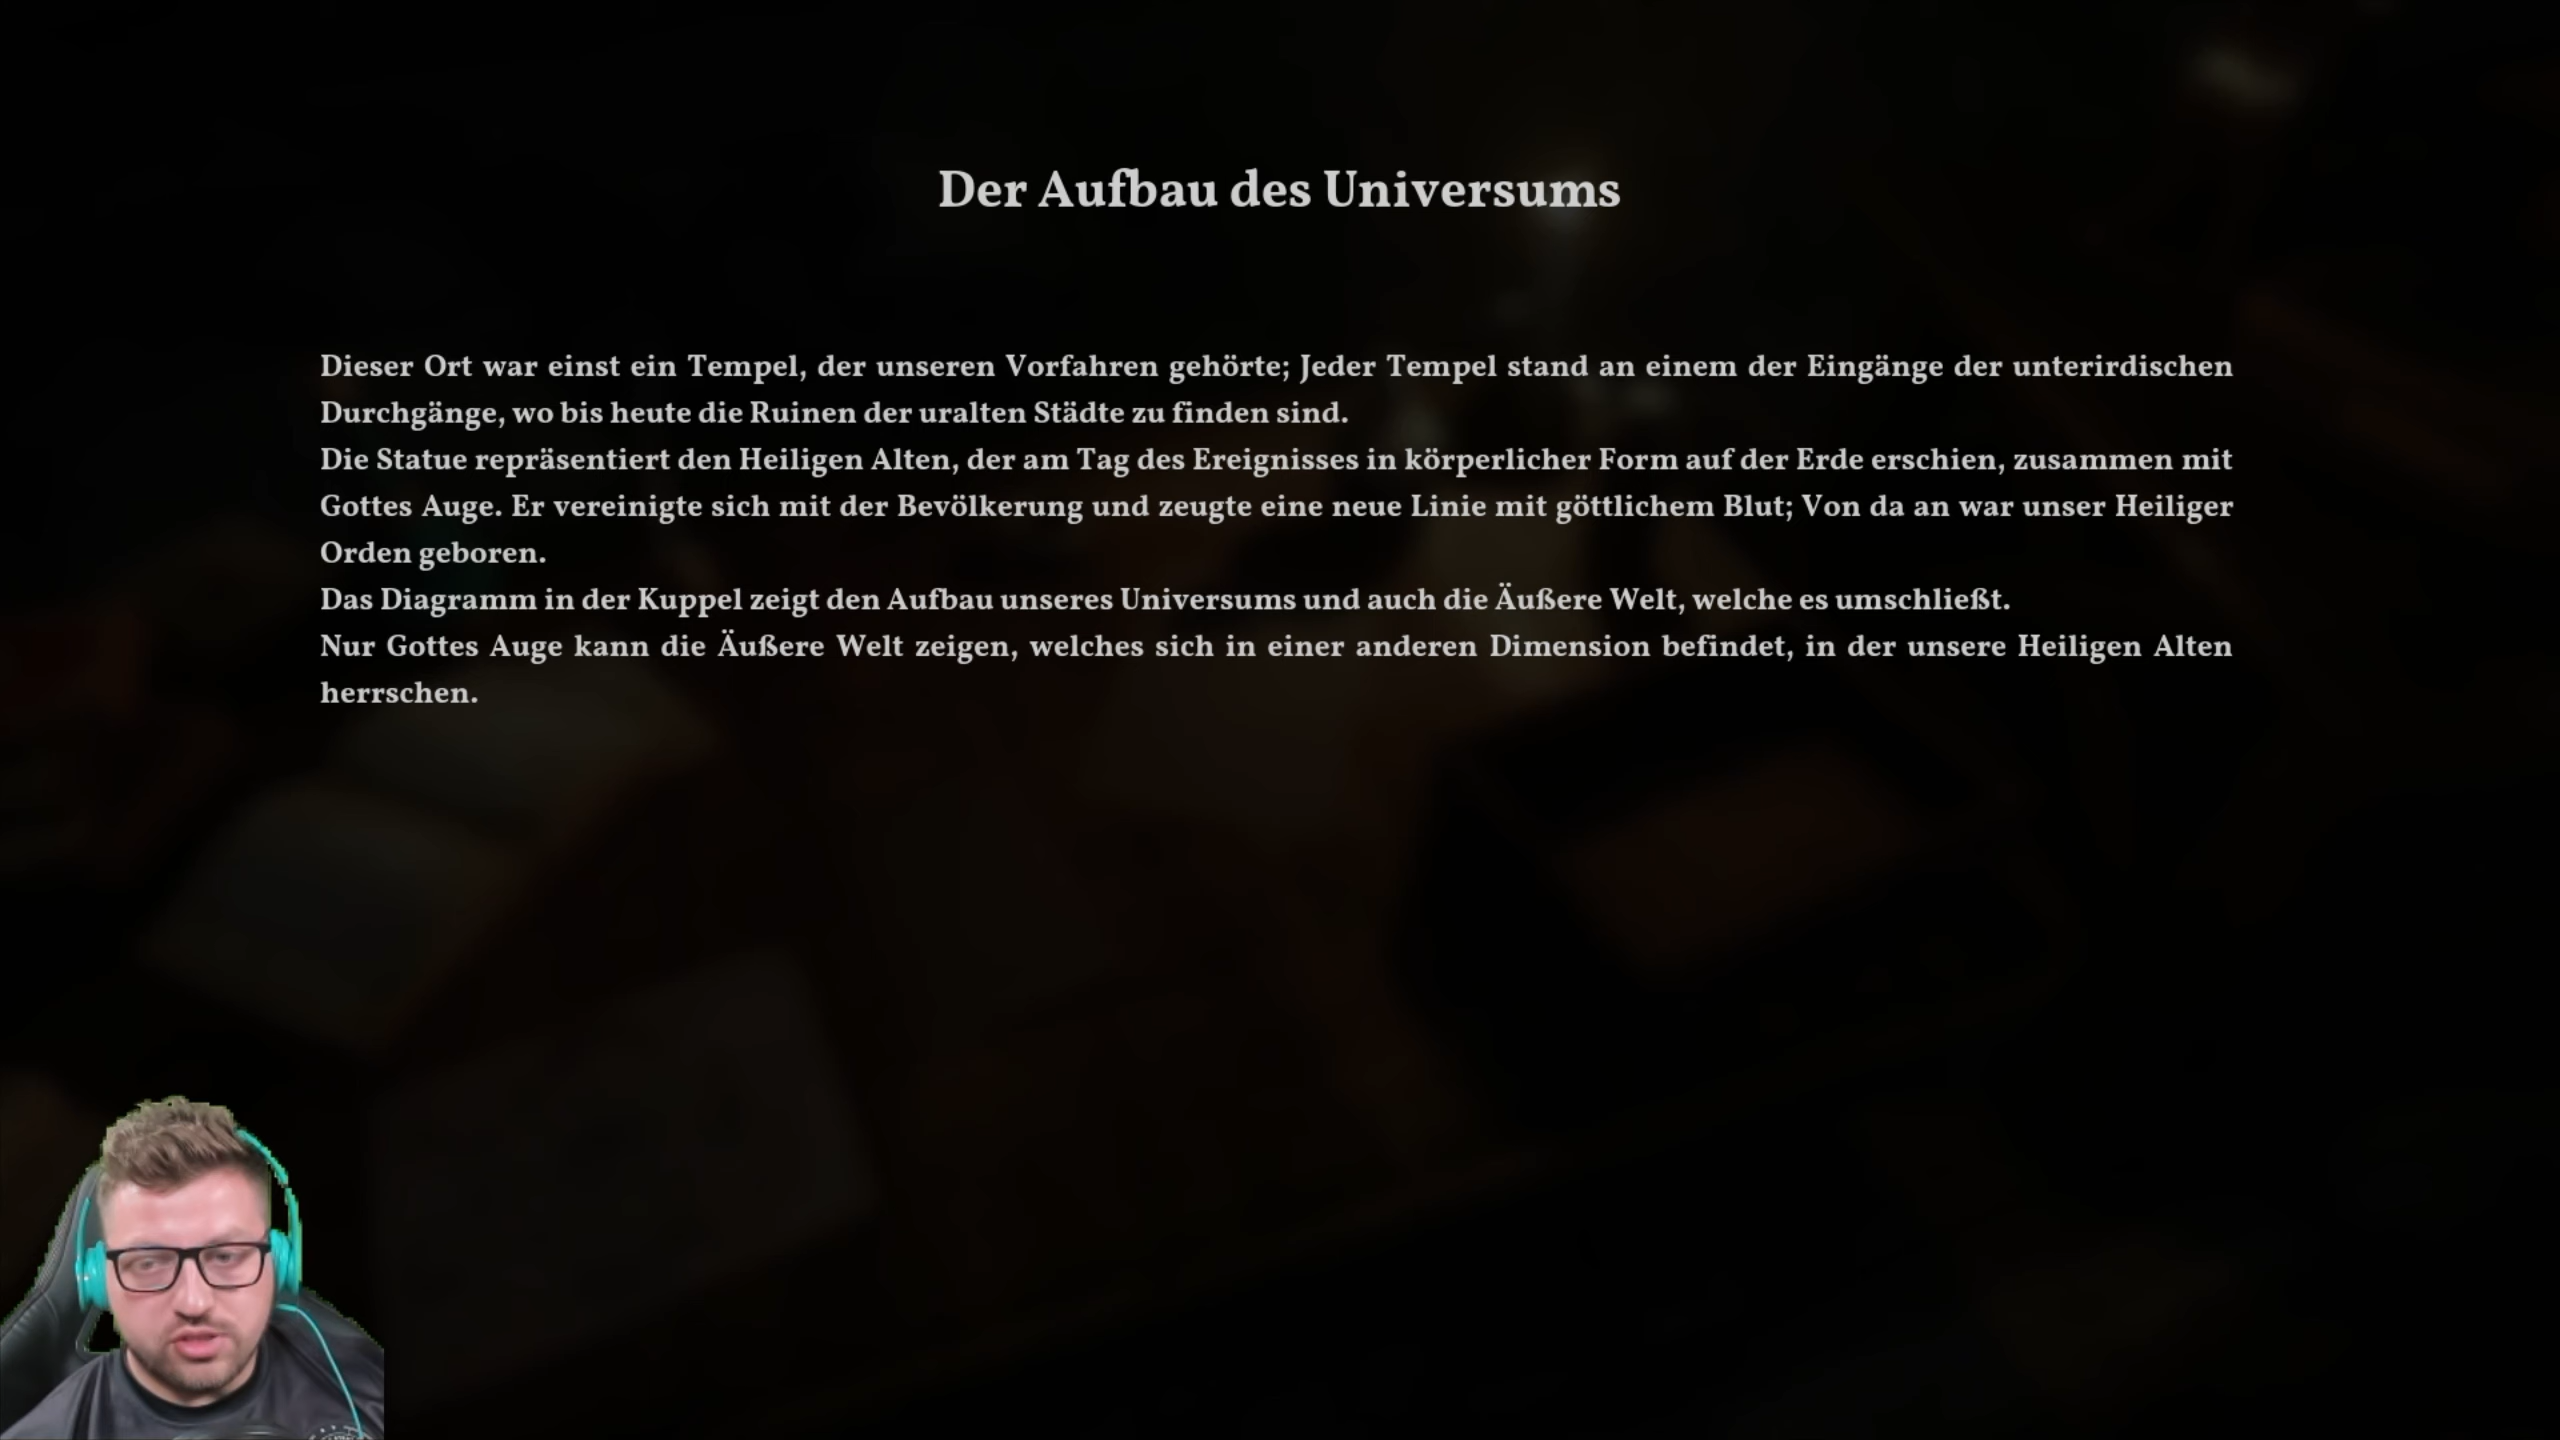 Der Aufbau des Universums
Dieser Ort war einst ein Tempel, der unseren Vorfahren gehörte; Jeder Tempel stand an einem der Eingänge der unterirdischen
Durchgänge, wo bis heute die Ruinen der uralten Städte zu finden sind.
Die Statue repräsentiert den Heiligen Alten, der am Tag des Ereignisses in körperlicher Form auf der Erde erschien, zusammen mit
Gottes Auge. Er vereinigte sich mit der Bevölkerung und zeugte eine neue Linie mit göttlichem Blut; Von da an war unser Heiliger
Orden geboren.
Das Diagramm in der Kuppel zeigt den Aufbau unseres Universums und auch die Äußere Welt, welche es umschließt.
Nur Gottes Auge kann die Äußere Welt zeigen, welches sich in einer anderen Dimension befindet, in der unsere Heiligen Alten
herrschen.